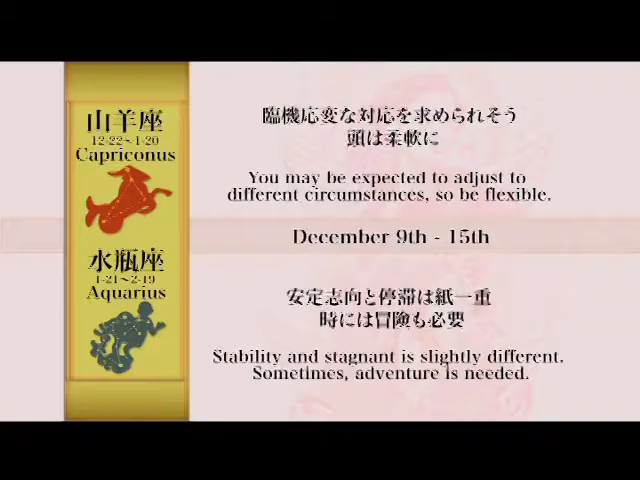 山羊座
12-22~1-20
Capriconus
臨機応変な対応を求められそう
頭は柔軟に
You may be expected to adjust to
different circumstances, so be flexible.
December 9th - 15th
水瓶座
1-21~2-19
Aquarius
安定志向と停滞は紙一重
時には冒険も必要
Stability and stagnant is slightly different.
Sometimes, adventure is needed.